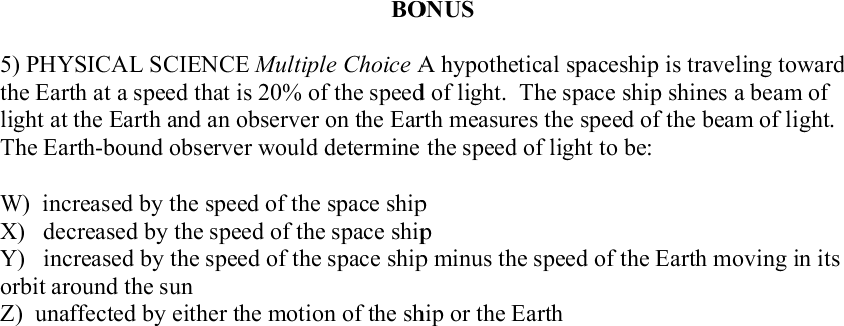 BONUS
5) PHYSICAL SCIENCE Multiple Choice A hypothetical spaceship is traveling toward
the Earth at a speed that is 20% of the speed of light. The space ship shines a beam of
light at the Earth and an observer on the Earth measures the speed of the beam of light.
The Earth-bound observer would determine the speed of light to be:
W) increased by the speed of the space ship
X) decreased by the speed of the space ship
Y) increased by the speed of the space ship minus the speed of the Earth moving in its
orbit around the sun
Z) unaffected by either the motion of the ship or the Earth